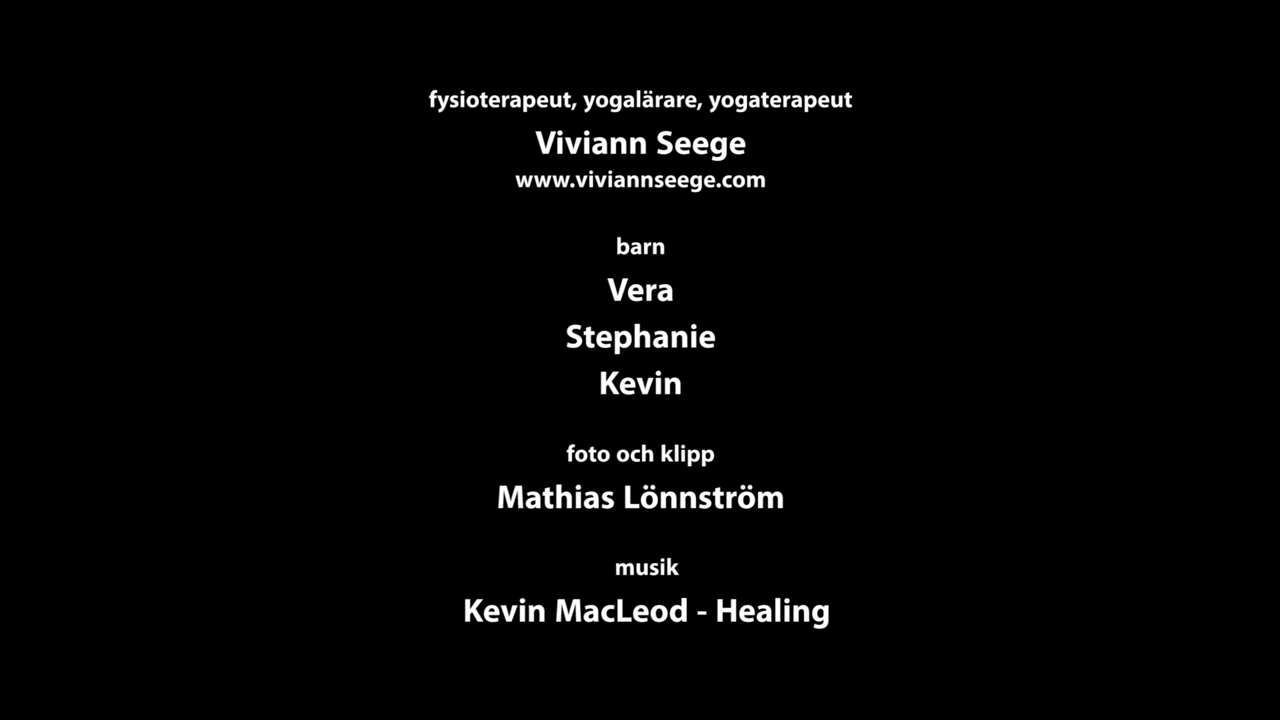 fysioterapeut, yogalärare, yogaterapeut
Viviann Seege
www.viviannseege.com
barn
Vera
Stephanie
Kevin
foto och klipp
Mathias Lönnström
musik
Kevin MacLeod - Healing